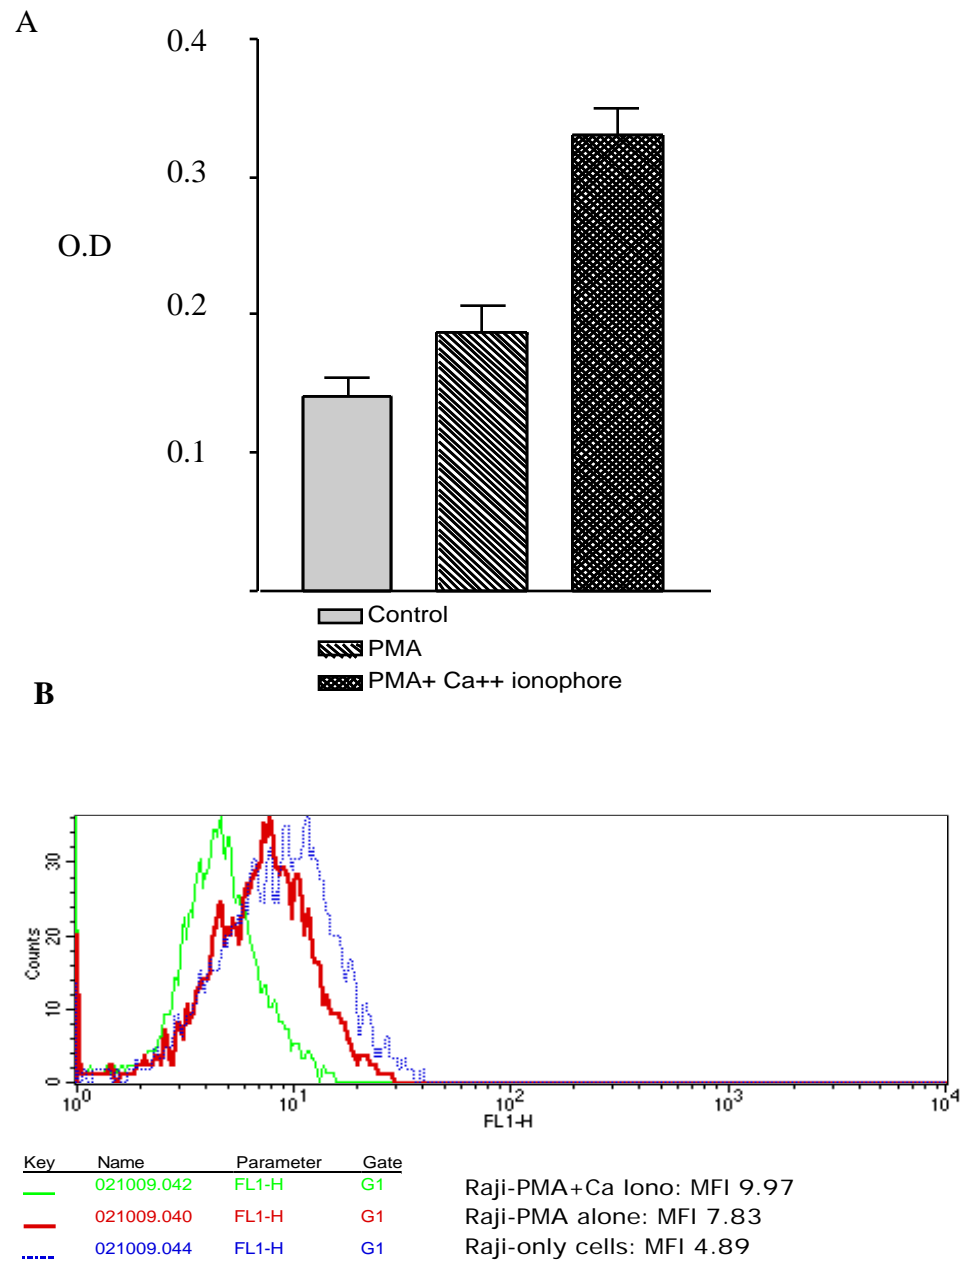 A
0.4
0.3
O.D
0.2
0.1
Control
PMA
PMA+ Ca++ ionophore
B
Counts
30
20
10
0
10^0 10^1 10^2 10^3 10^4
FL1-H
Key Name Parameter Gate
021009.042 FL1-H G1 Raji-PMA+Ca Iono: MFI 9.97
021009.040 FL1-H G1 Raji-PMA alone: MFI 7.83
021009.044 FL1-H G1 Raji-only cells: MFI 4.89